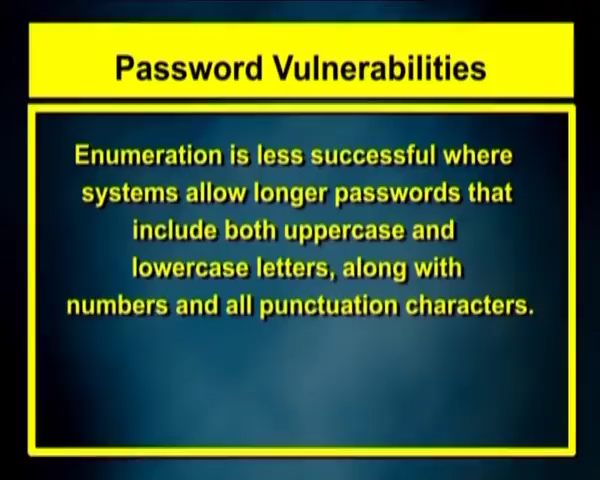 Password Vulnerabilities
Enumeration is less successful where
systems allow longer passwords that
include both uppercase and
lowercase letters, along with
numbers and all punctuation characters.